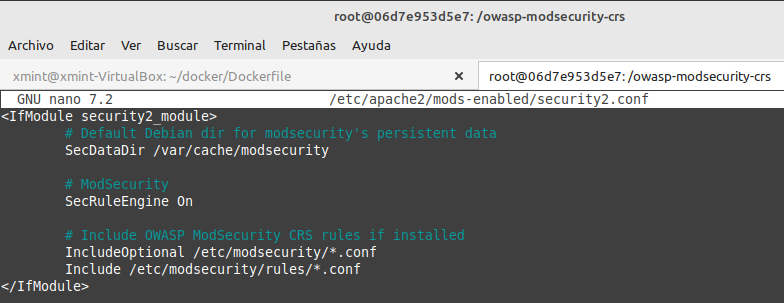 root@06d7e953d5e7: /owasp-modsecurity-crs
Archivo Editar Ver Buscar Terminal Pestañas Ayuda
xmint@xmint-VirtualBox: ~/docker/Dockerfile × root@06d7e953d5e7: /owasp-modsecurity-crs
GNU nano 7.2 /etc/apache2/mods-enabled/security2.conf
<IfModule security2_module>
# Default Debian dir for modsecurity's persistent data
SecDataDir /var/cache/modsecurity
# ModSecurity
SecRuleEngine On
# Include OWASP ModSecurity CRS rules if installed
IncludeOptional /etc/modsecurity/*.conf
Include /etc/modsecurity/rules/*.conf
</IfModule>